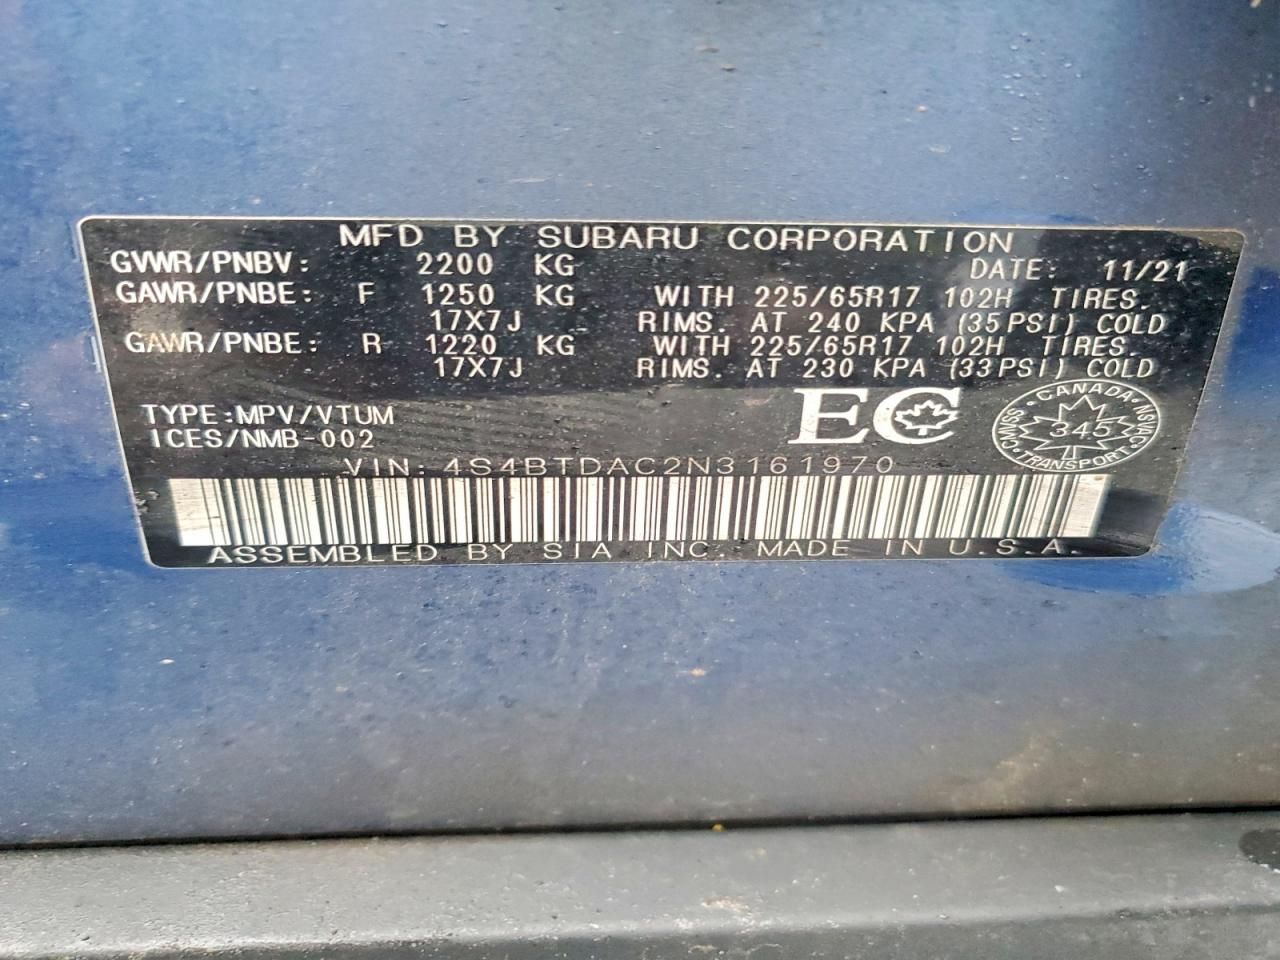 MFD BY SUBARU CORPORATION
GVWR/PNBV: 2200 KG DATE: 11/21
GAWR/PNBE: F 1250 KG WITH 225/65R17 102H TIRES.
17X7J RIMS. AT 240 KPA (35PSI) COLD
GAWR/PNBE: R 1220 KG WITH 225/65R17 102H TIRES.
17X7J RIMS. AT 230 KPA (33PSI) COLD
TYPE:MPV/VTUM
ICES/NMB-002
EC
CANADA
CMVSS 345 NSVAC
TRANSPORT
VIN: 4S4BTDAC2N3161970
ASSEMBLED BY SIA INC. MADE IN U.S.A.